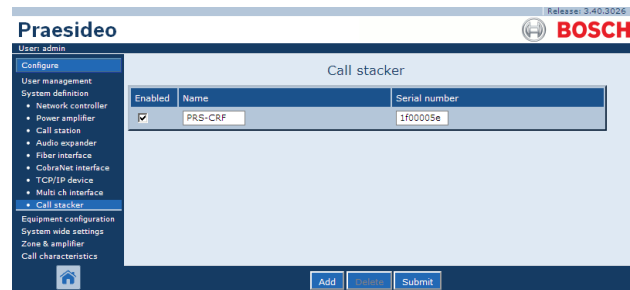 Release: 3.40.3026
Praesideo
BOSCH
User: admin
Configure
User management
System definition
• Network controller
• Power amplifier
• Call station
• Audio expander
• Fiber interface
• CobraNet interface
• TCP/IP device
• Multi ch interface
• Call stacker
Equipment configuration
System wide settings
Zone & amplifier
Call characteristics
Call stacker
Enabled Name Serial number
PRS-CRF 1f00005e
Add Delete Submit